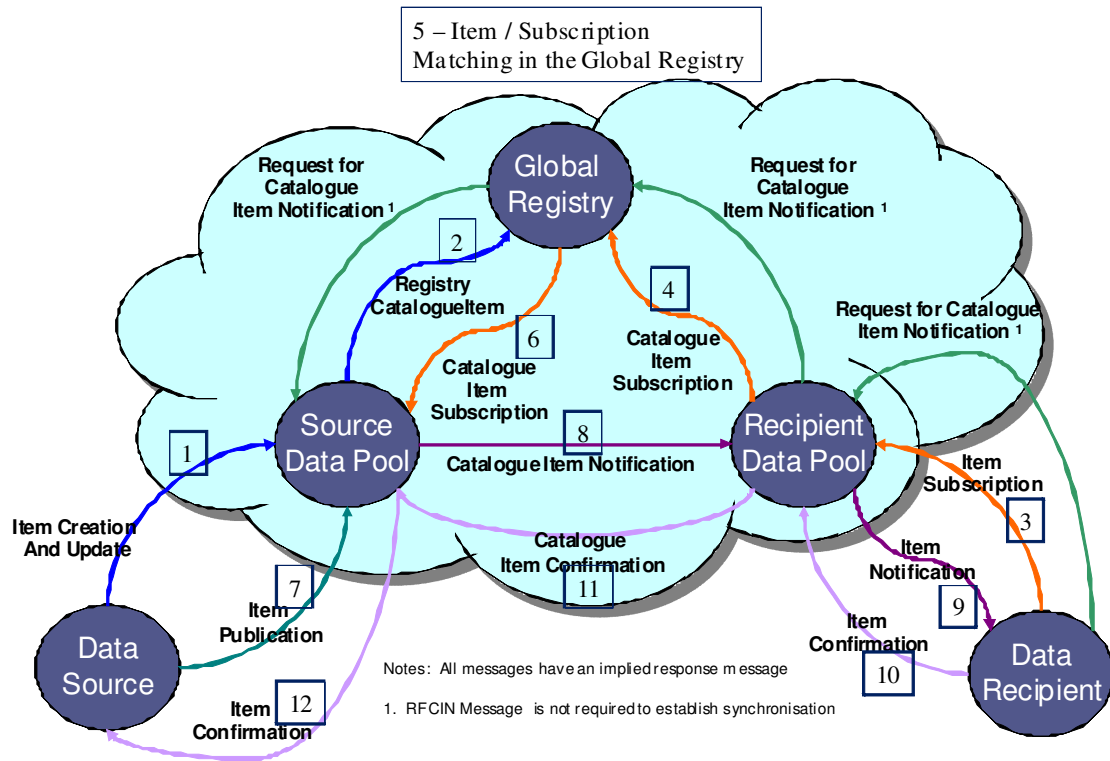 5 – Item / Subscription
Matching in the Global Registry
Global
Registry
Request for
Catalogue
Item Notification ¹
Request for
Catalogue
Item Notification ¹
2
Registry
CatalogueItem
6
Catalogue
Item
Subscription
4
Catalogue
Item
Subscription
Request for Catalogue
Item Notification ¹
Source
Data Pool
Recipient
Data Pool
1
8
Catalogue Item Notification
Item
Subscription
3
Item Creation
And Update
7
Item
Publication
Catalogue
Item Confirmation
11
Item
Notification
9
Item
Confirmation
10
Data
Source
Data
Recipient
12
Item
Confirmation
Notes: All messages have an implied response message
1. RFCIN Message is not required to establish synchronisation